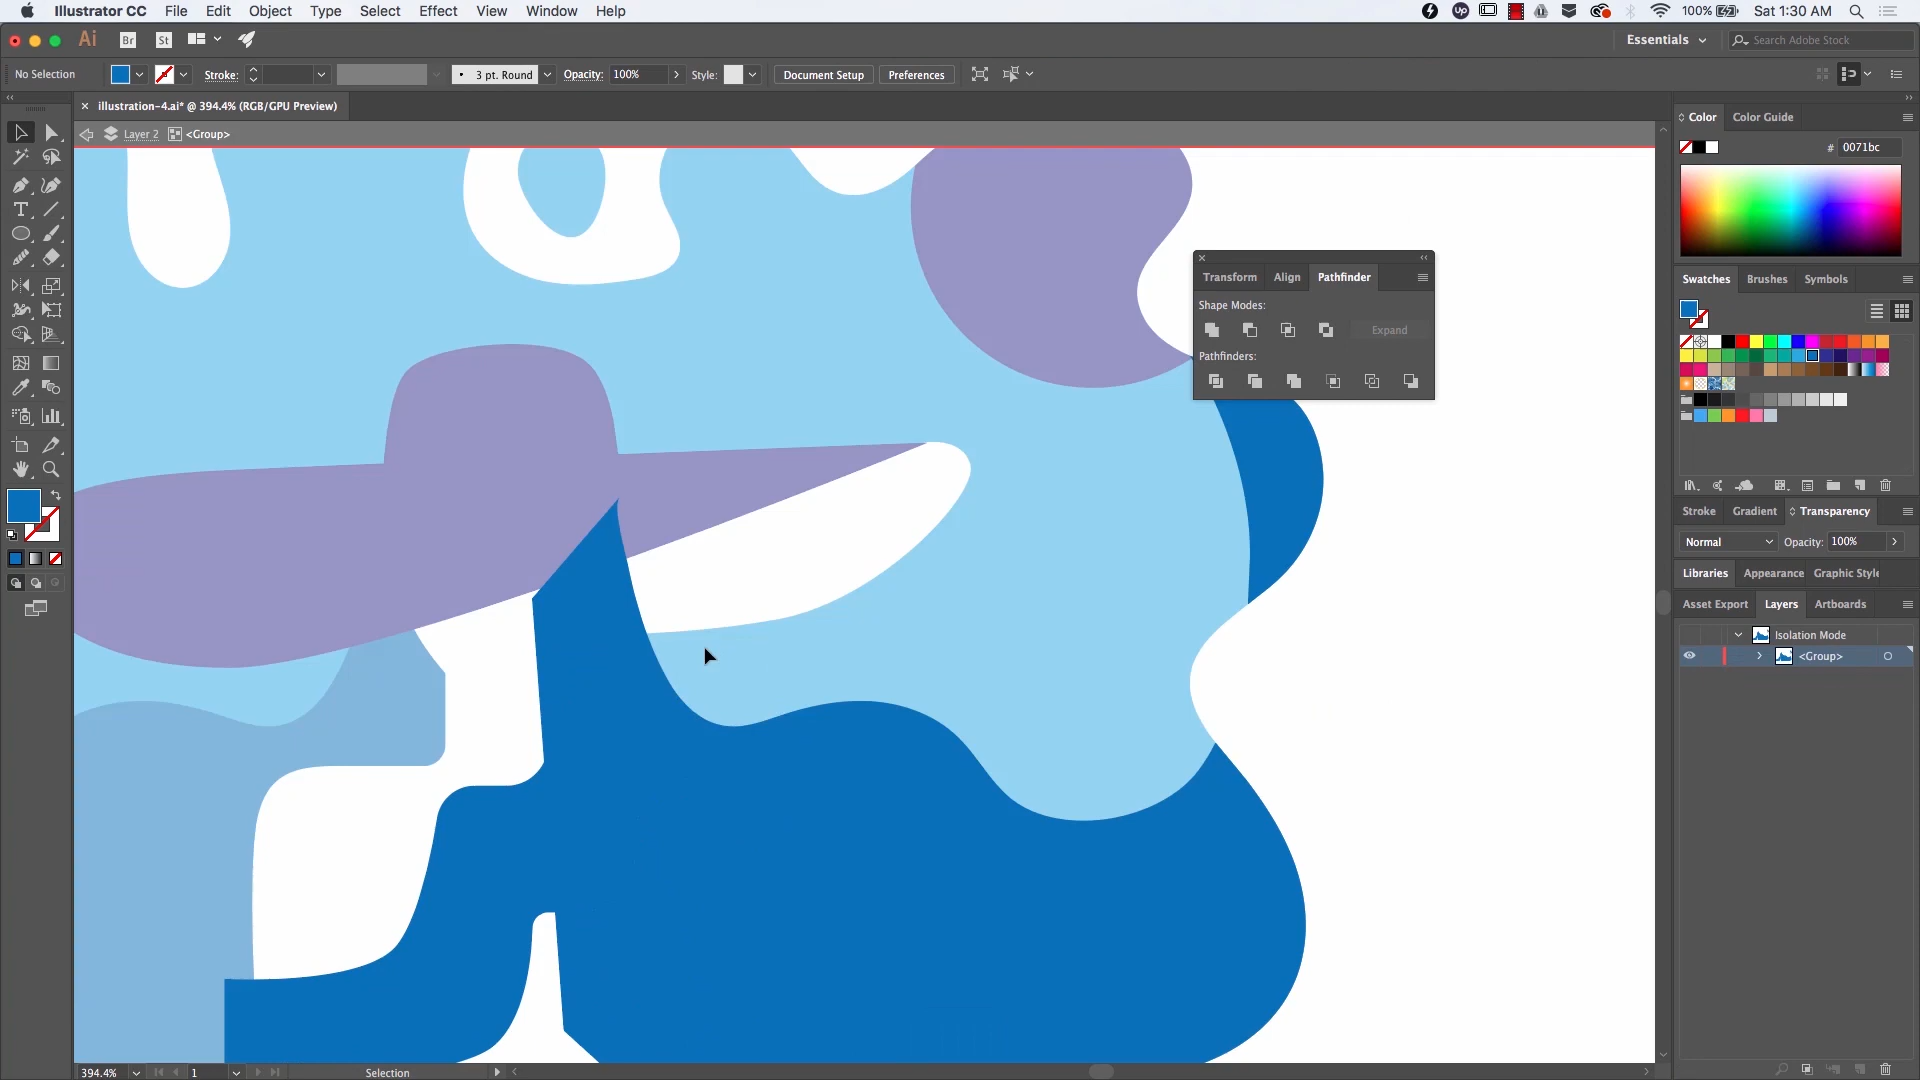 Illustrator CC File Edit Object Type Select Effect View Window Help 100% Sat 1:30 AM
Ai Br St Essentials Search Adobe Stock
No Selection Stroke: 3 pt. Round Opacity: 100% Style: Document Setup Preferences
illustration-4.ai* @ 394.4% (RGB/GPU Preview)
Layer 2 <Group>
Color Color Guide
# 0071bc
Transform Align Pathfinder
Shape Modes:
Expand
Pathfinders:
Swatches Brushes Symbols
Stroke Gradient Transparency
Normal Opacity: 100%
Libraries Appearance Graphic Style
Asset Export Layers Artboards
Isolation Mode
<Group>
394.4% 1 Selection